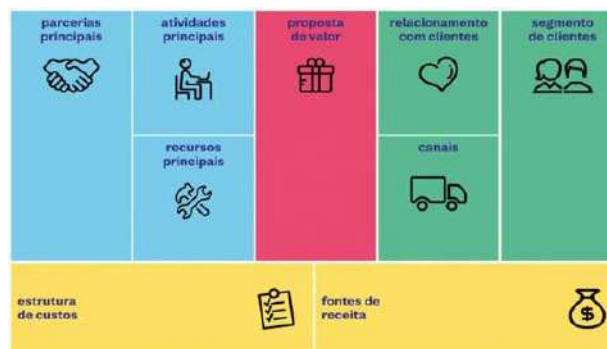 parcerias
principais
atividades
principais
proposta
do valor
relacionamento
com clientes
segmento
de clientes
recursos
principais
canais
estrutura
de custos
fontes de
receita
$